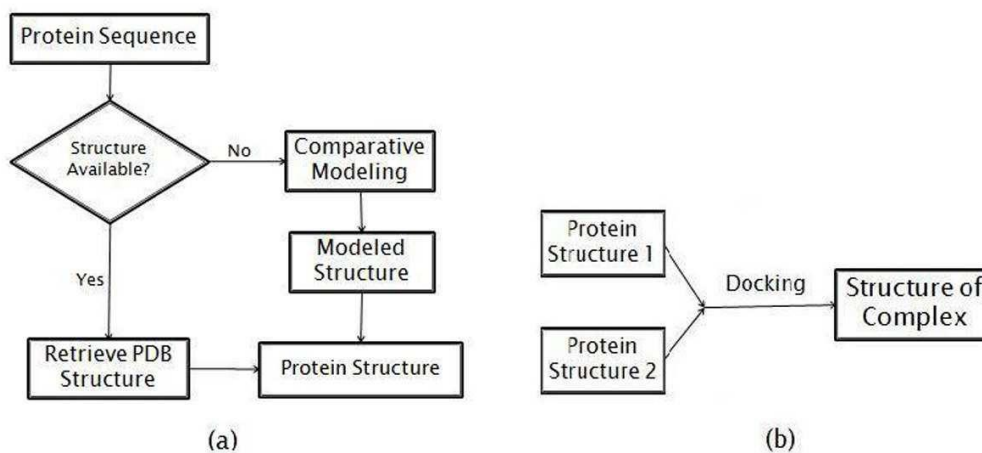 Protein Sequence
Structure
Available?
No
Comparative
Modeling
Modeled
Structure
Yes
Retrieve PDB
Structure
Protein Structure
(a)
Protein
Structure 1
Protein
Structure 2
Docking
Structure of
Complex
(b)